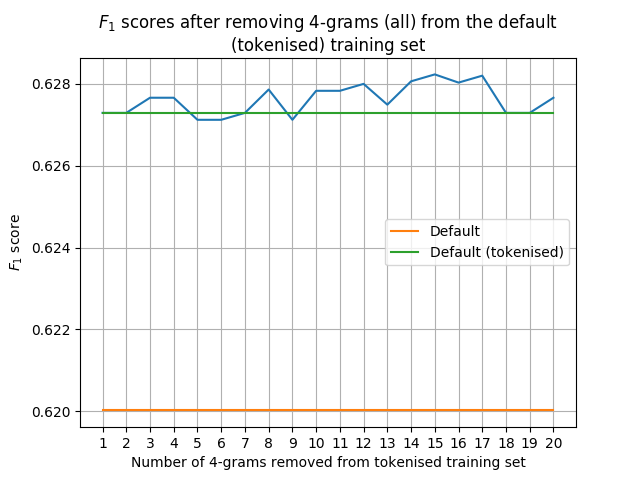 F₁ scores after removing 4-grams (all) from the default
(tokenised) training set
F₁ score
0.628
0.626
0.624
0.622
0.620
Default
Default (tokenised)
1 2 3 4 5 6 7 8 9 10 11 12 13 14 15 16 17 18 19 20
Number of 4-grams removed from tokenised training set